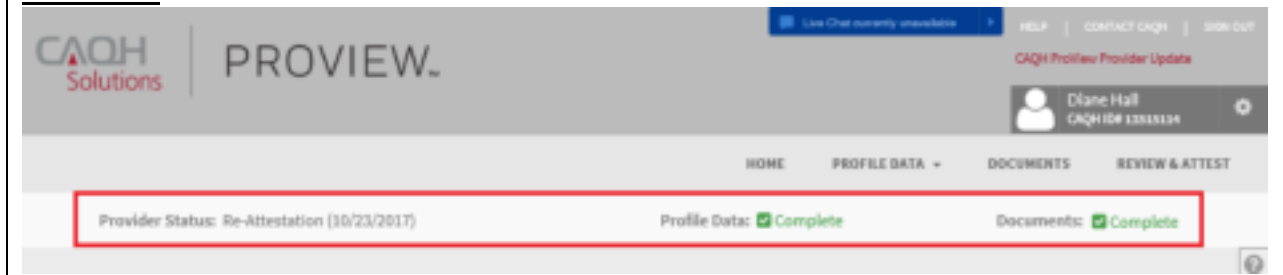 Live Chat currently unavailable
HELP | CONTACT CAQH | SIGN OUT
CAQH Solutions
PROVIEW
CAQH ProView Provider Update
Diane Hall
CAQH ID# 13315134
HOME PROFILE DATA DOCUMENTS REVIEW & ATTEST
Provider Status: Re-Attestation (10/23/2017) Profile Data: Complete Documents: Complete